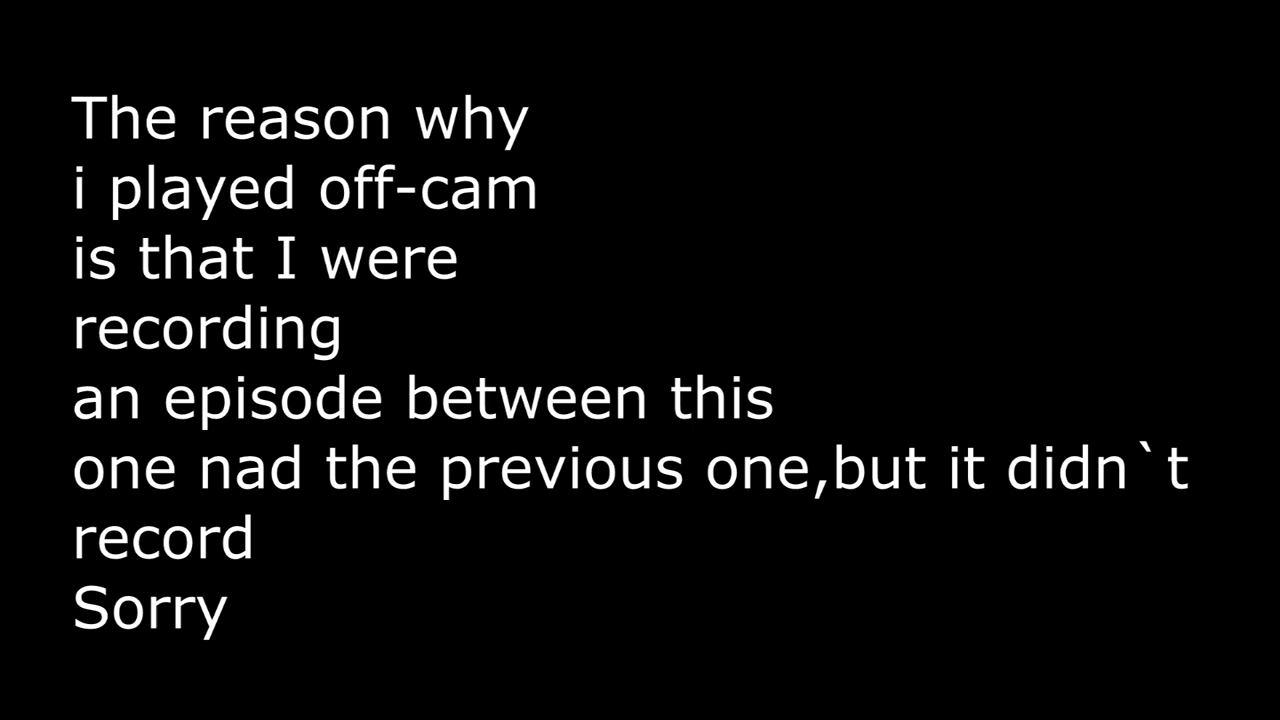 The reason why
i played off-cam
is that I were
recording
an episode between this
one nad the previous one,but it didn`t
record
Sorry